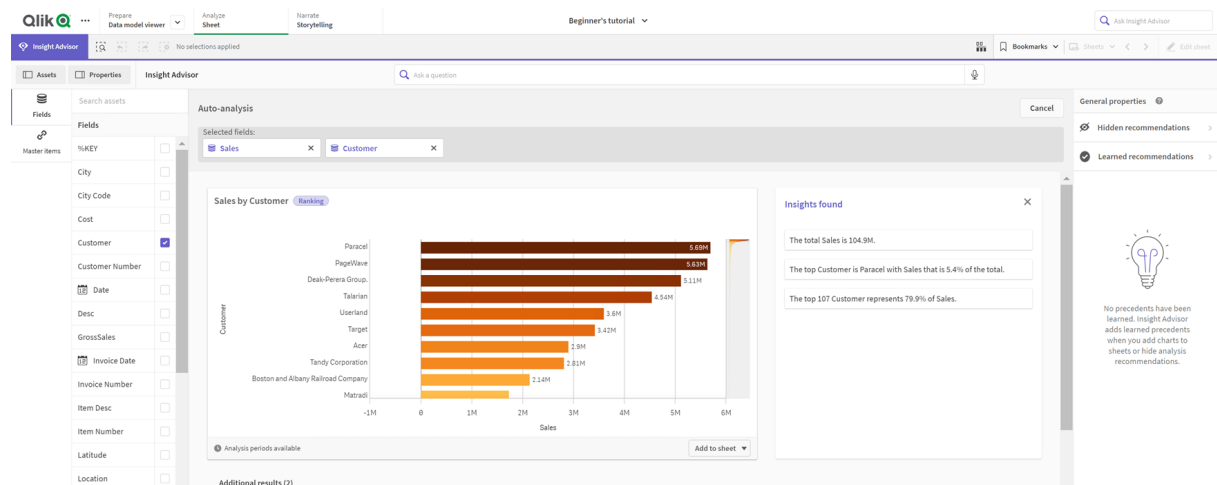 Qlik
Prepare
Data model viewer
Analyze
Sheet
Narrate
Storytelling
Beginner's tutorial
Ask Insight Advisor
Insight Advisor
No selections applied
Bookmarks
Sheets
Edit sheet
Assets
Properties
Insight Advisor
Ask a question
Fields
Master items
Search assets
Fields
%KEY
City
City Code
Cost
Customer
Customer Number
Date
Desc
GrossSales
Invoice Date
Invoice Number
Item Desc
Item Number
Latitude
Location
Auto-analysis
Cancel
Selected fields:
Sales
Customer
Sales by Customer
Ranking
Customer
Paracel
5.69M
PageWave
5.63M
Deak-Perera Group.
5.11M
Talarian
4.54M
Userland
3.6M
Target
3.42M
Acer
2.9M
Tandy Corporation
2.81M
Boston and Albany Railroad Company
2.14M
Matradi
-1M 0 1M 2M 3M 4M 5M 6M
Sales
Analysis periods available
Add to sheet
Additional results (2)
Insights found
The total Sales is 104.9M.
The top Customer is Paracel with Sales that is 5.4% of the total.
The top 107 Customer represents 79.9% of Sales.
General properties
Hidden recommendations
Learned recommendations
No precedents have been
learned. Insight Advisor
adds learned precedents
when you add charts to
sheets or hide analysis
recommendations.